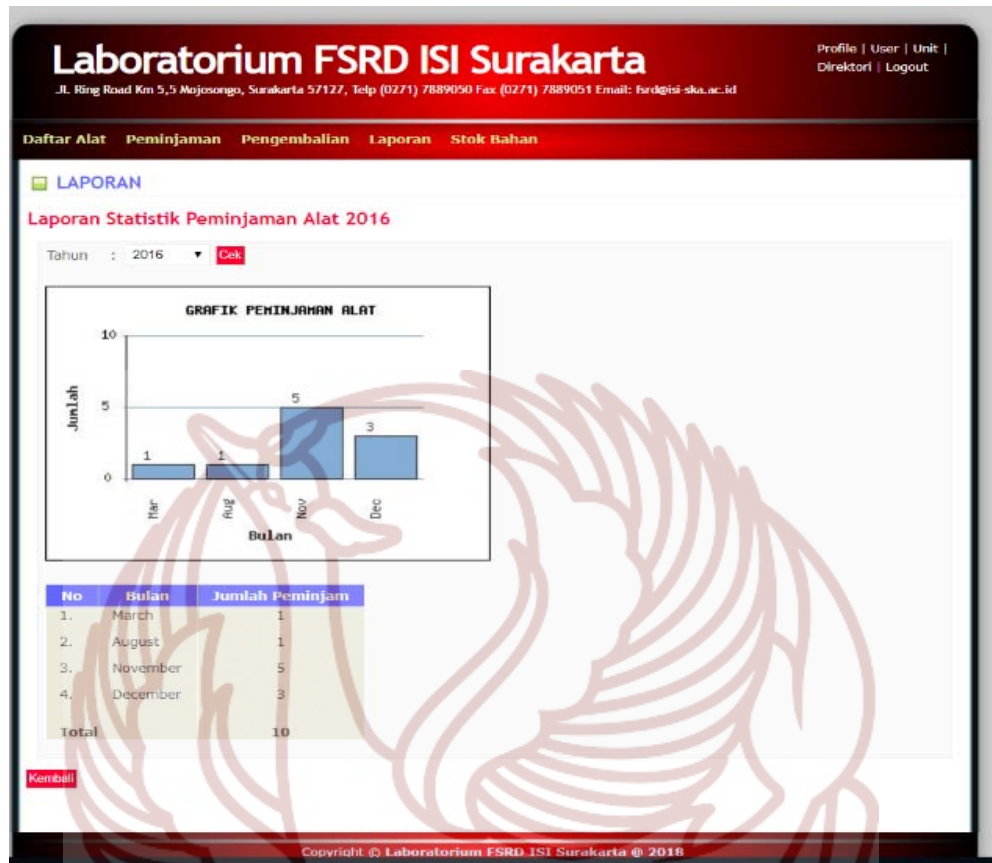 Laboratorium FSRD ISI Surakarta
JL. Ring Road Km 5,5 Mojosongo, Surakarta 57127, Telp (0271) 7889050 Fax (0271) 7889051 Email: fsrd@isi-ska.ac.id
Profile | User | Unit |
Direktori | Logout
Daftar Alat Peminjaman Pengembalian Laporan Stok Bahan
LAPORAN
Laporan Statistik Peminjaman Alat 2016
Tahun : 2016 Cek
GRAFIK PEMINJAMAN ALAT
10
5
0
Jumlah
1
1
5
3
Mar
Aug
Nov
Dec
Bulan
No Bulan Jumlah Peminjam
1. March 1
2. August 1
3. November 5
4. December 3
Total 10
Kembali
Copyright © Laboratorium FSRD ISI Surakarta @ 2018